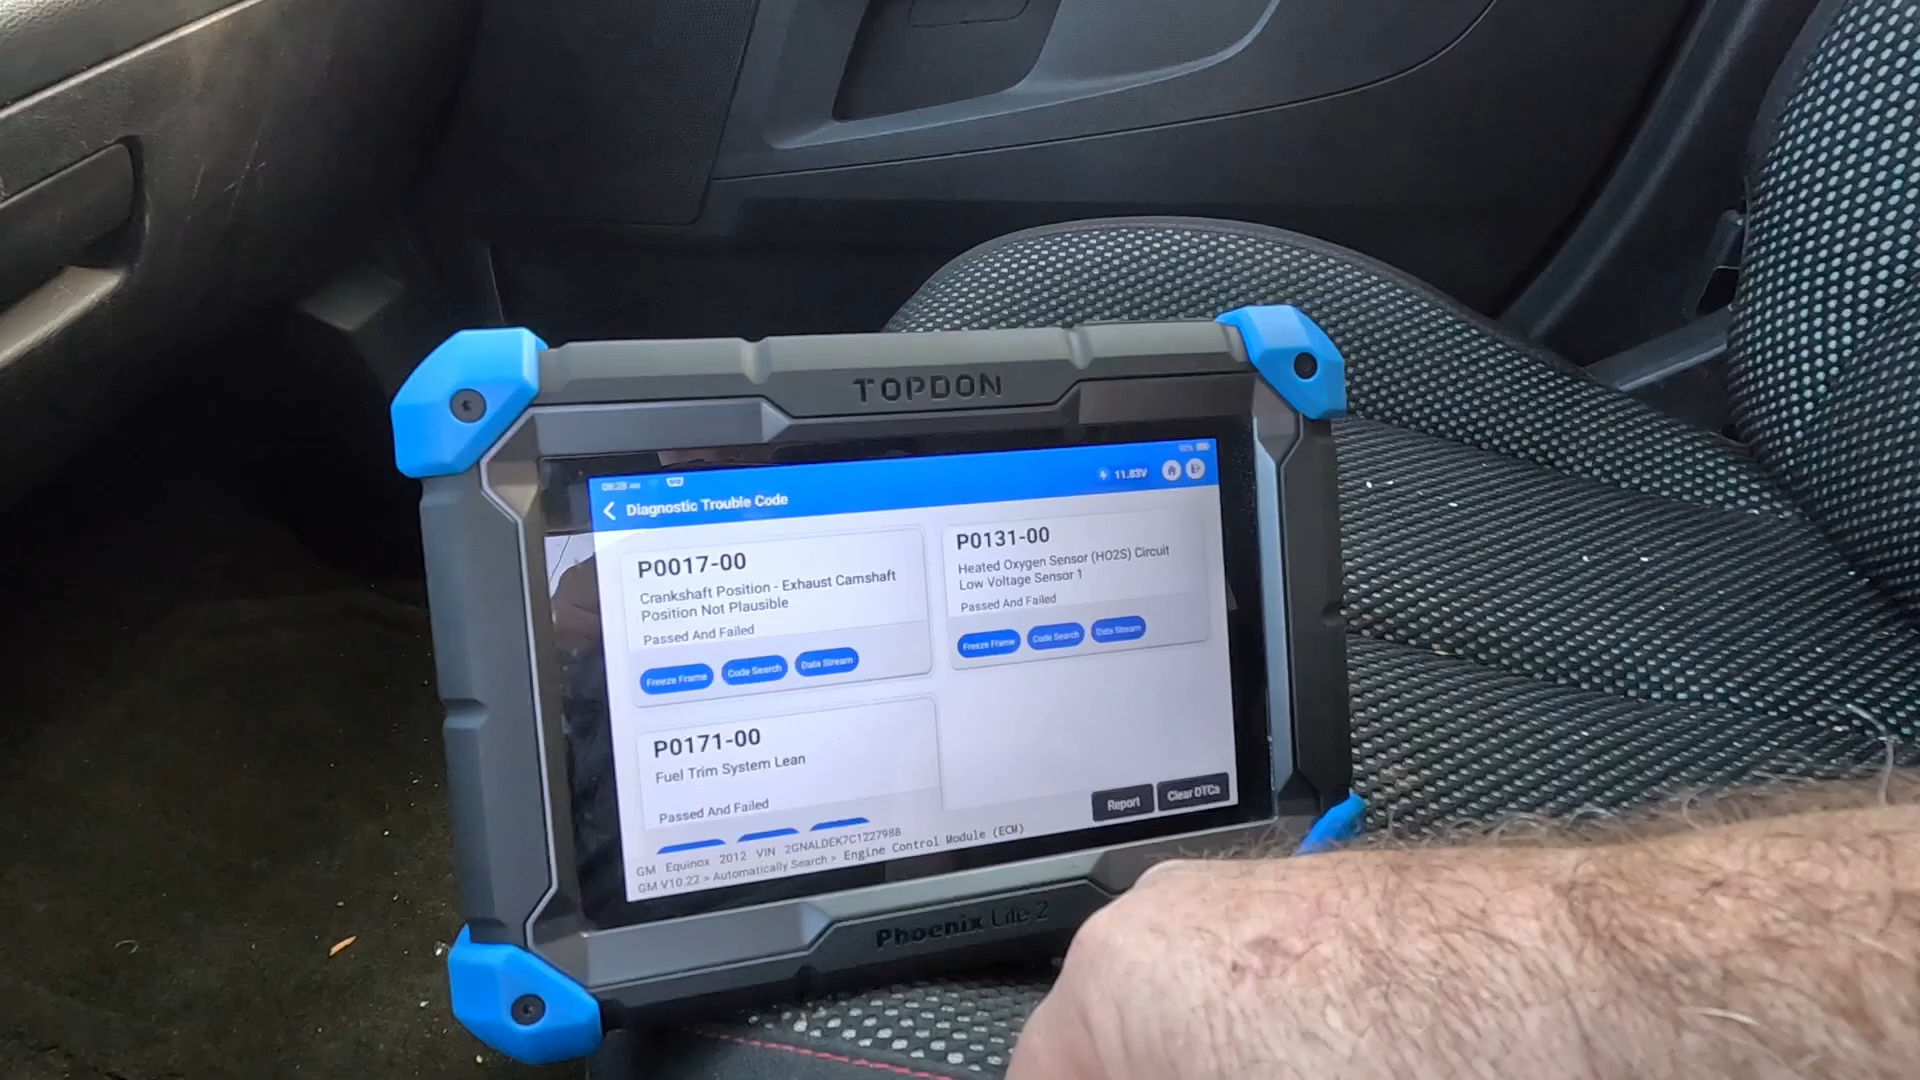 TOPDON
11.83V
Diagnostic Trouble Code
P0017-00
Crankshaft Position - Exhaust Camshaft
Position Not Plausible
Passed And Failed
Freeze Frame
Code Search
Data Stream
P0131-00
Heated Oxygen Sensor (HO2S) Circuit
Low Voltage Sensor 1
Passed And Failed
Freeze Frame
Code Search
Data Stream
P0171-00
Fuel Trim System Lean
Passed And Failed
Report
Clear DTCs
GM Equinox 2012 VIN 2GNALDEK7C1227988
GM V10.22 > Automatically Search > Engine Control Module (ECM)
Phoenix Lite 2